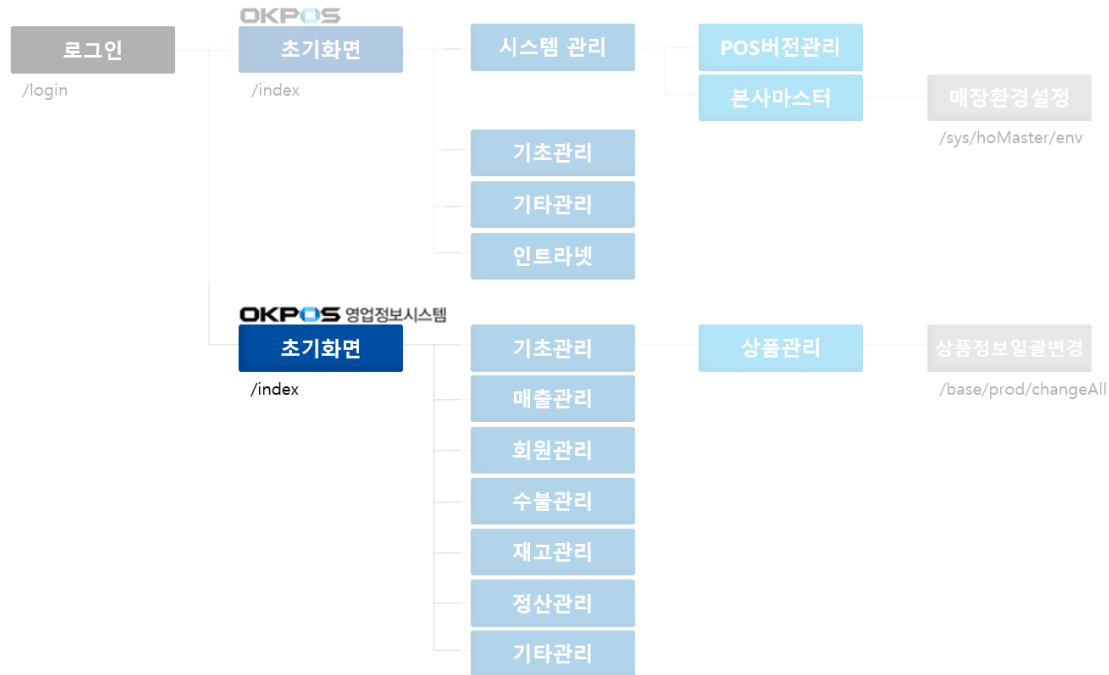 OKPOS
로그인
초기화면
시스템 관리
POS버전관리
/login
/index
본사마스터
매장환경설정
/sys/hoMaster/env
기초관리
기타관리
인트라넷
OKPOS 영업정보시스템
초기화면
기초관리
상품관리
상품정보일괄변경
/index
/base/prod/changeAll
매출관리
회원관리
수불관리
재고관리
정산관리
기타관리